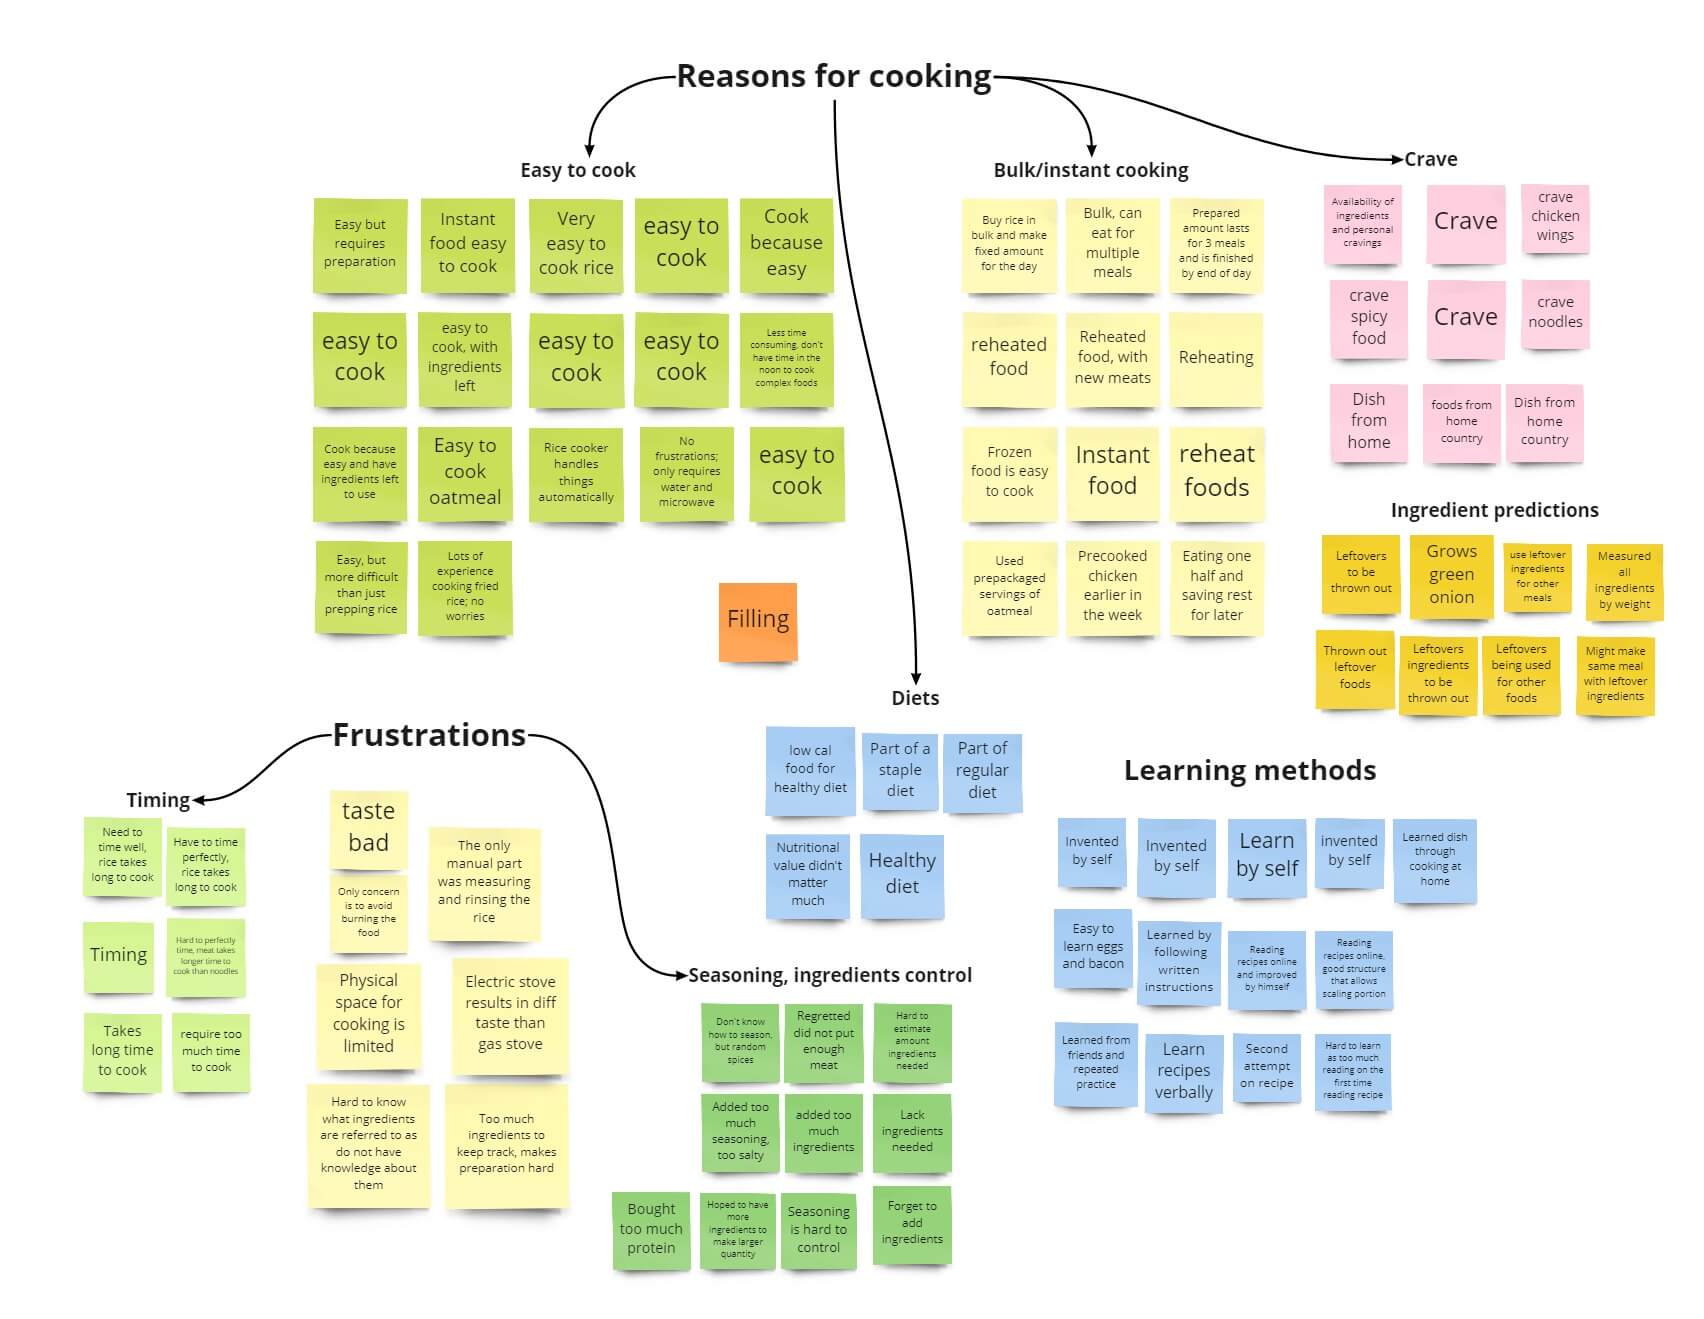 Reasons for cooking
Easy to cook
Easy but
requires
preparation
Instant
food easy
to cook
Very
easy to
cook rice
easy to
cook
Cook
because
easy
easy to
cook
easy to
cook, with
ingredients
left
easy to
cook
easy to
cook
Less time
consuming, don't
have time in the
noon to cook
complex foods
Cook because
easy and have
ingredients left
to use
Easy to
cook
oatmeal
Rice cooker
handles
things
automatically
No
frustrations;
only requires
water and
microwave
easy to
cook
Easy, but
more difficult
than just
prepping rice
Lots of
experience
cooking fried
rice; no
worries
Filling
Bulk/instant cooking
Buy rice in
bulk and make
fixed amount
for the day
Bulk, can
eat for
multiple
meals
Prepared
amount lasts
for 3 meals
and is finished
by end of day
reheated
food
Reheated
food, with
new meats
Reheating
Frozen
food is easy
to cook
Instant
food
reheat
foods
Used
prepackaged
servings of
oatmeal
Precooked
chicken
earlier in
the week
Eating one
half and
saving rest
for later
Crave
Availability of
ingredients
and personal
cravings
Crave
crave
chicken
wings
crave
spicy
food
Crave
crave
noodles
Dish
from
home
foods from
home
country
Dish from
home
country
Ingredient predictions
Leftovers
to be
thrown out
Grows
green
onion
use leftover
ingredients
for other
meals
Measured
all
ingredients
by weight
Thrown out
leftover
foods
Leftovers
ingredients
to be
thrown out
Leftovers
being used
for other
foods
Might make
same meal
with leftover
ingredients
Diets
low cal
food for
healthy diet
Part of a
staple
diet
Part of
regular
diet
Nutritional
value didn't
matter
much
Healthy
diet
Frustrations
Timing
Need to
time well,
rice takes
long to cook
Have to time
perfectly,
rice takes
long to cook
Timing
Hard to perfectly
time, meat takes
longer time to
cook than noodles
Takes
long time
to cook
require too
much time
to cook
taste
bad
Only concern
is to avoid
burning the
food
The only
manual part
was measuring
and rinsing the
rice
Physical
space for
cooking is
limited
Electric stove
results in diff
taste than
gas stove
Hard to know
what ingredients
are referred to as
do not have
knowledge about
them
Too much
ingredients to
keep track, makes
preparation hard
Seasoning, ingredients control
Don't know
how to season,
but random
spices
Regretted
did not put
enough
meat
Hard to
estimate
amount
ingredients
needed
Added too
much
seasoning,
too salty
added too
much
ingredients
Lack
ingredients
needed
Bought
too much
protein
Hoped to have
more
ingredients to
make larger
quantity
Seasoning
is hard to
control
Forget to
add
ingredients
Learning methods
Invented
by self
Invented
by self
Learn
by self
invented
by self
Learned dish
through
cooking at
home
Easy to
learn eggs
and bacon
Learned by
following
written
instructions
Reading
recipes online
and improved
by himself
Reading
recipes online,
good structure
that allows
scaling portion
Learned from
friends and
repeated
practice
Learn
recipes
verbally
Second
attempt
on recipe
Hard to learn
as too much
reading on the
first time
reading recipe